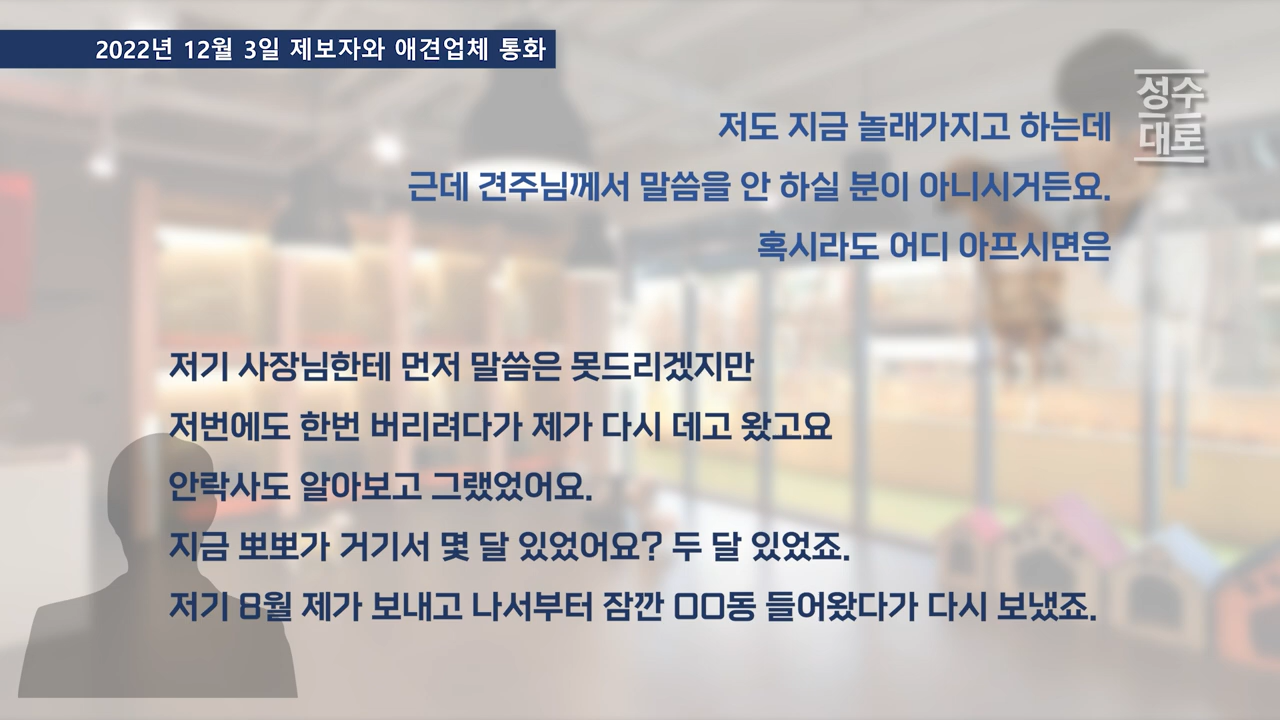 2022년 12월 3일 제보자와 애견업체 통화
성수
대로
저도 지금 놀래가지고 하는데
근데 견주님께서 말씀을 안 하실 분이 아니시거든요.
혹시라도 어디 아프시면은
저기 사장님한테 먼저 말씀은 못드리겠지만
저번에도 한번 버리려다가 제가 다시 데고 왔고요
안락사도 알아보고 그랬었어요.
지금 뽀뽀가 거기서 몇 달 있었어요? 두 달 있었죠.
저기 8월 제가 보내고 나서부터 잠깐 OO동 들어왔다가 다시 보냈죠.